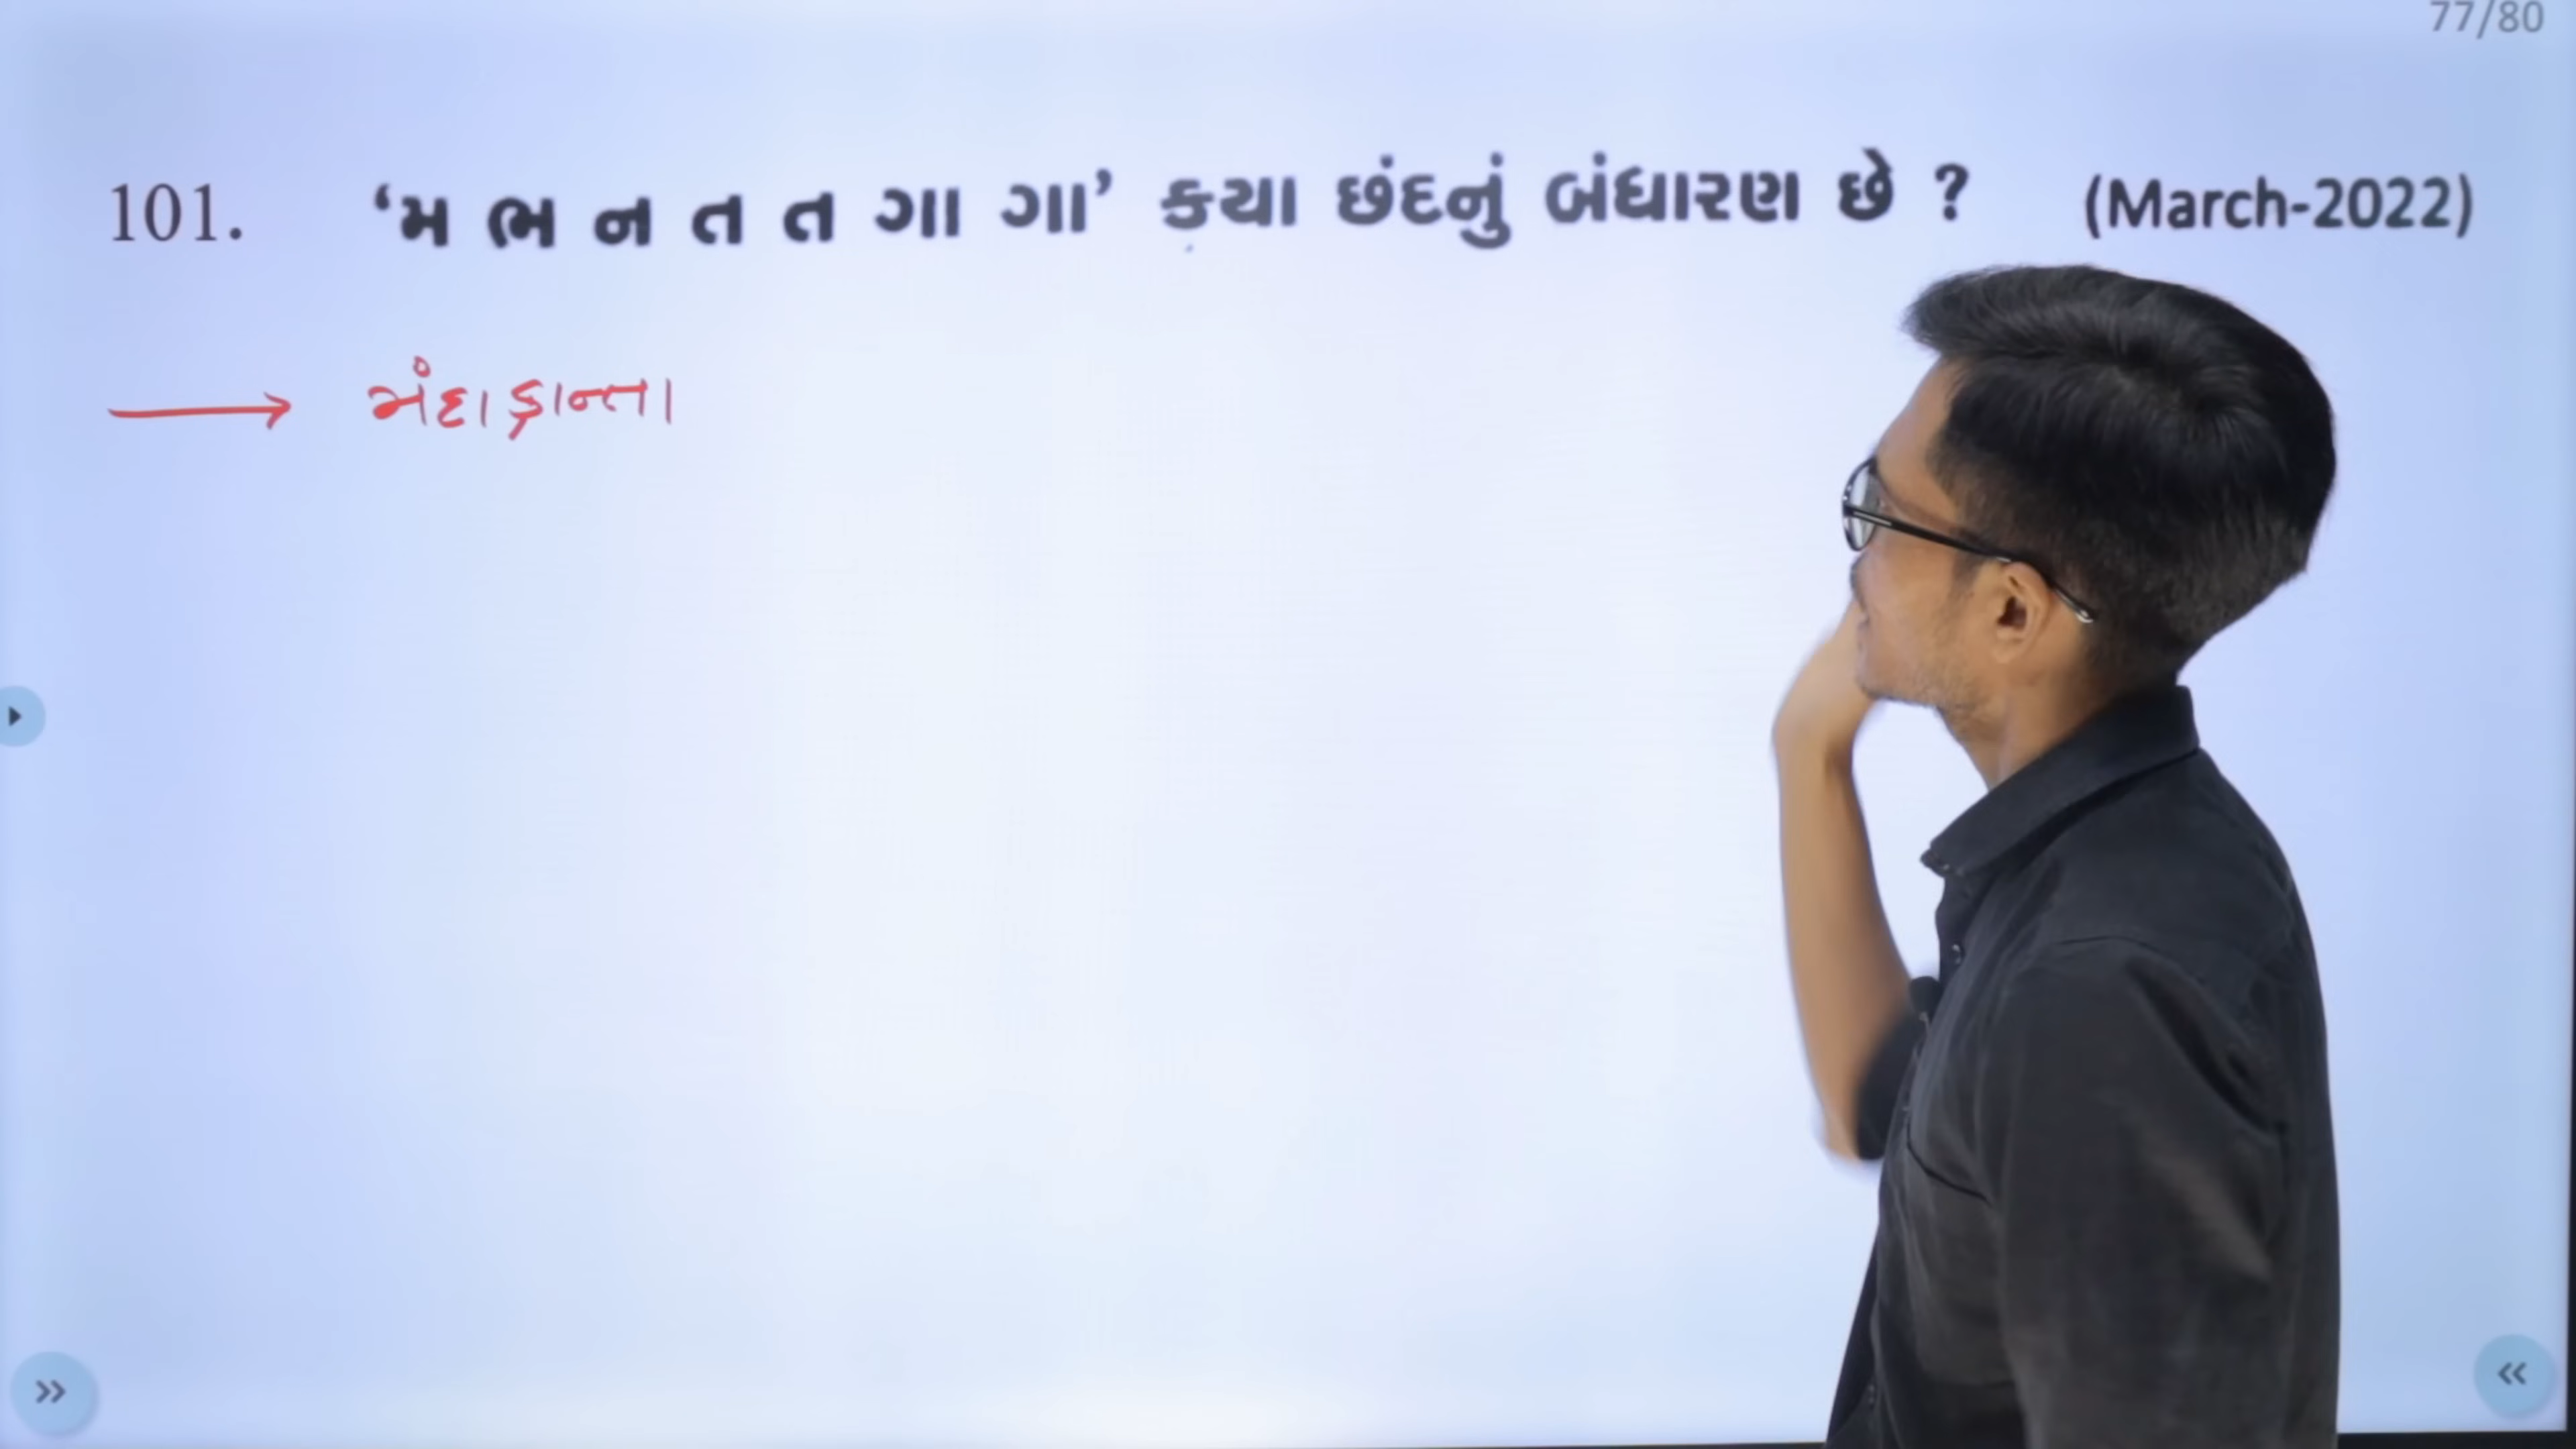 77/80
101. ‘મ ભ ન ત ત ગા ગા’ કયા છંદનું બંધારણ છે ? (March-2022)
મંદાક્રાન્તા